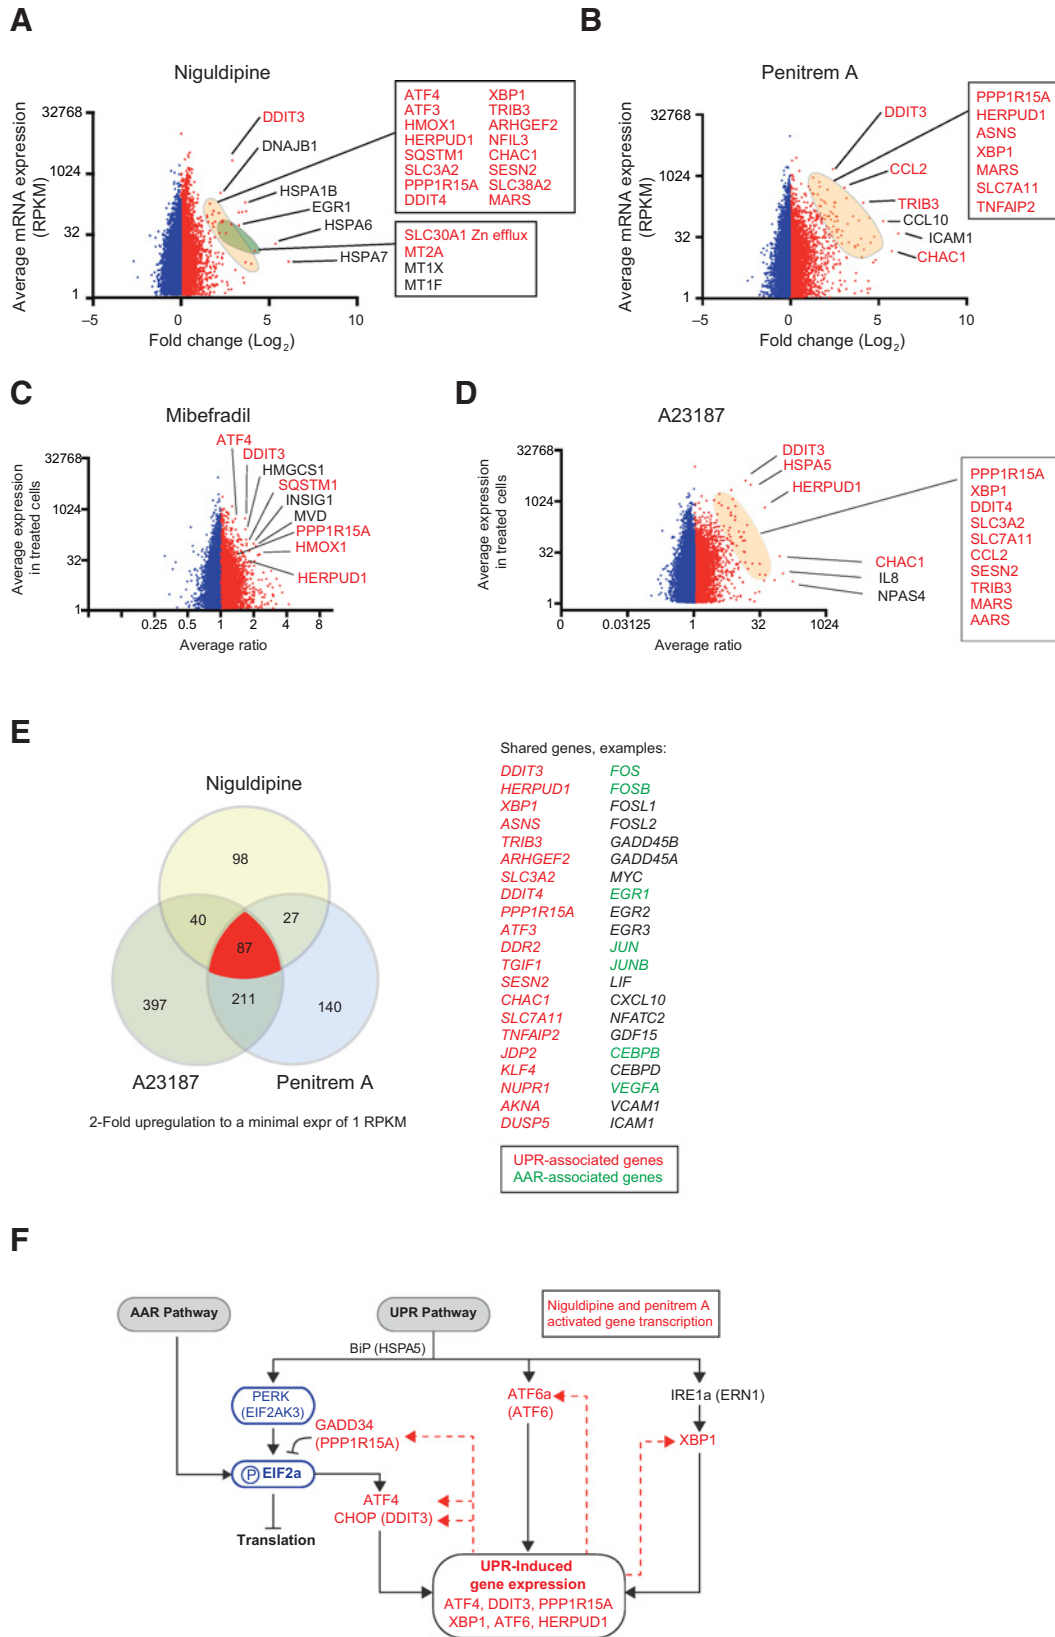 A
Niguldipine
Average mRNA expression
(RPKM)
32768
1024
32
1
–5
0
5
10
Fold change (Log2)
DDIT3
DNAJB1
HSPA1B
EGR1
HSPA6
HSPA7
ATF4 XBP1
ATF3 TRIB3
HMOX1 ARHGEF2
HERPUD1 NFIL3
SQSTM1 CHAC1
SLC3A2 SESN2
PPP1R15A SLC38A2
DDIT4 MARS
SLC30A1 Zn efflux
MT2A
MT1X
MT1F
B
Penitrem A
Average mRNA expression
(RPKM)
32768
1024
32
1
–5
0
5
10
Fold change (Log2)
DDIT3
CCL2
TRIB3
CCL10
ICAM1
CHAC1
PPP1R15A
HERPUD1
ASNS
XBP1
MARS
SLC7A11
TNFAIP2
C
Mibefradil
Average expression
in treated cells
32768
1024
32
1
0.25
0.5
1
2
4
8
Average ratio
ATF4
DDIT3
HMGCS1
SQSTM1
INSIG1
MVD
PPP1R15A
HMOX1
HERPUD1
D
A23187
Average expression
in treated cells
32768
1024
32
1
0
0.03125
1
32
1024
Average ratio
DDIT3
HSPA5
HERPUD1
CHAC1
IL8
NPAS4
PPP1R15A
XBP1
DDIT4
SLC3A2
SLC7A11
CCL2
SESN2
TRIB3
MARS
AARS
E
Niguldipine
98
40
27
87
397
211
140
A23187
Penitrem A
2-Fold upregulation to a minimal expr of 1 RPKM
Shared genes, examples:
DDIT3 FOS
HERPUD1 FOSB
XBP1 FOSL1
ASNS FOSL2
TRIB3 GADD45B
ARHGEF2 GADD45A
SLC3A2 MYC
DDIT4 EGR1
PPP1R15A EGR2
ATF3 EGR3
DDR2 JUN
TGIF1 JUNB
SESN2 LIF
CHAC1 CXCL10
SLC7A11 NFATC2
TNFAIP2 GDF15
JDP2 CEBPB
KLF4 CEBPD
NUPR1 VEGFA
AKNA VCAM1
DUSP5 ICAM1
UPR-associated genes
AAR-associated genes
F
AAR Pathway
UPR Pathway
Niguldipine and penitrem A
activated gene transcription
BiP (HSPA5)
PERK
(EIF2AK3)
GADD34
(PPP1R15A)
ATF6a
(ATF6)
IRE1a (ERN1)
XBP1
P EIF2a
ATF4
CHOP (DDIT3)
Translation
UPR-Induced
gene expression
ATF4, DDIT3, PPP1R15A
XBP1, ATF6, HERPUD1